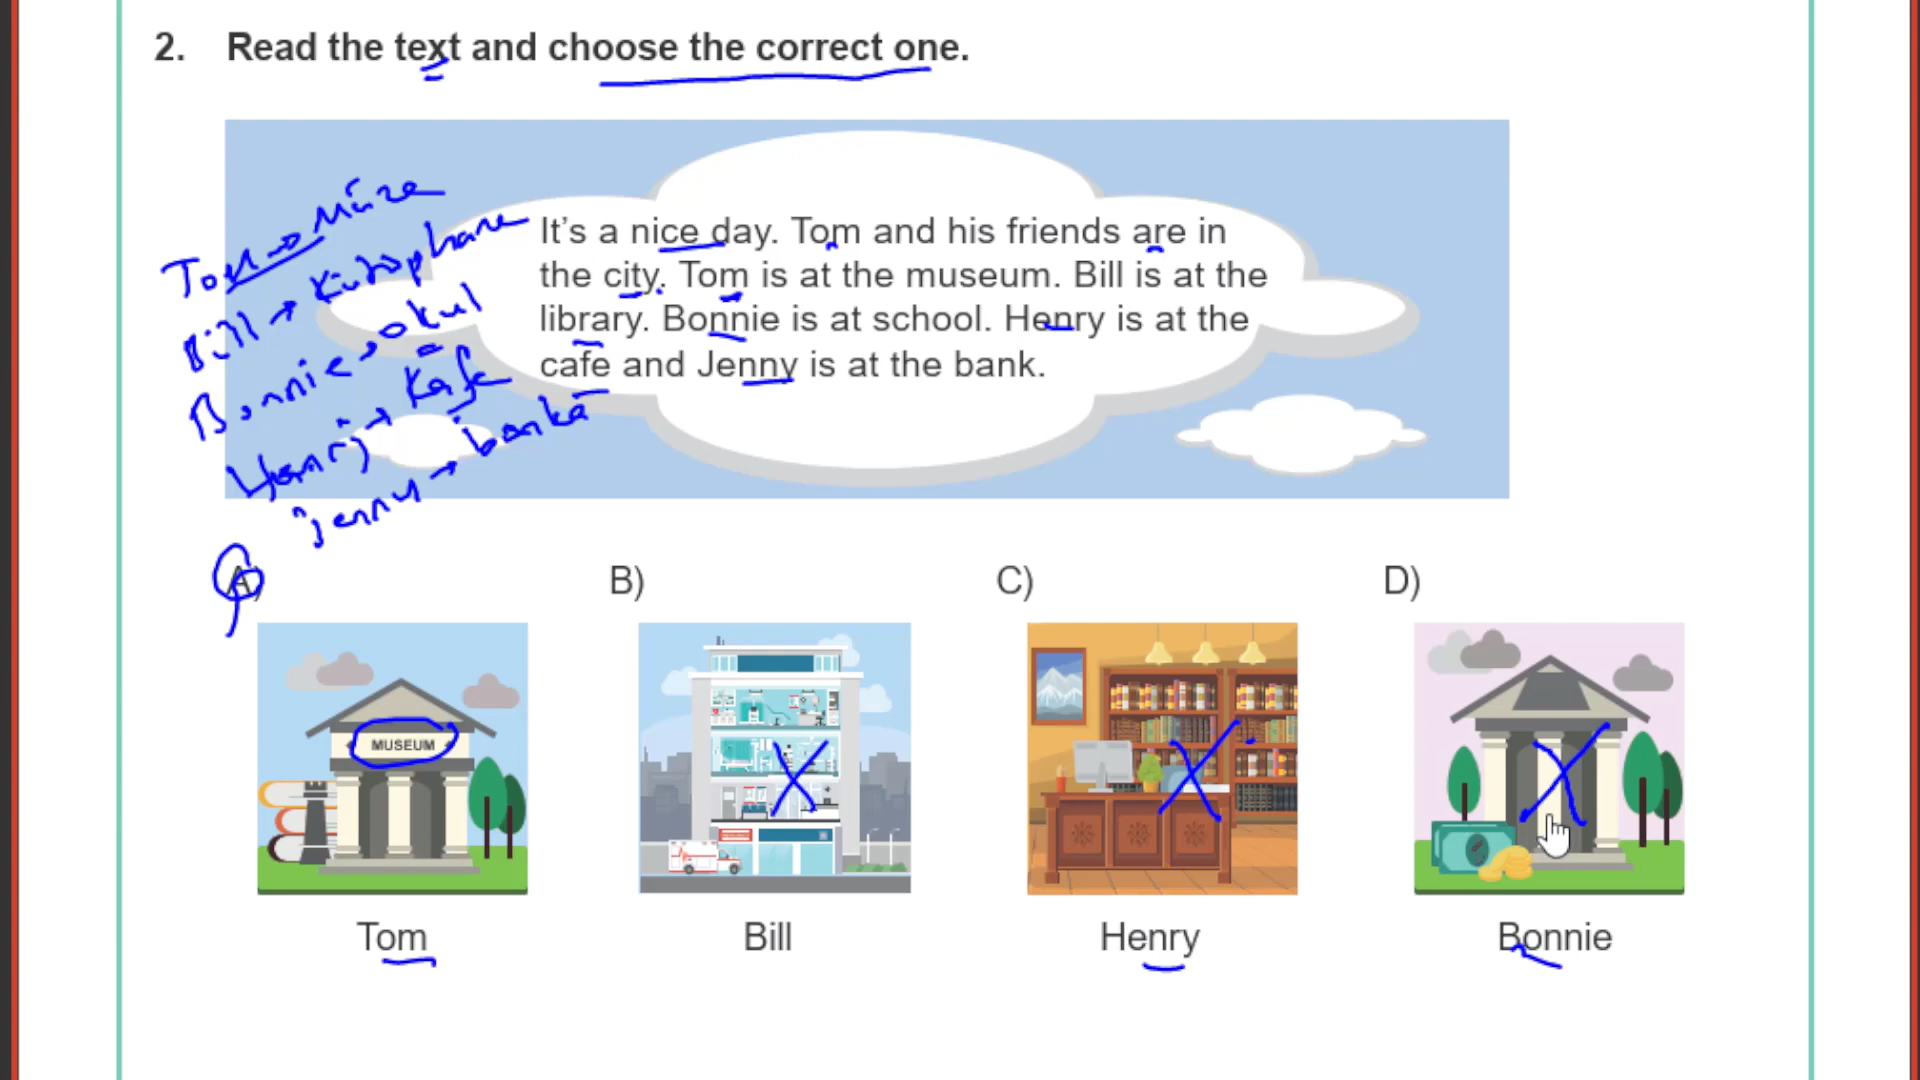 2. Read the text and choose the correct one.
It's a nice day. Tom and his friends are in
the city. Tom is at the museum. Bill is at the
library. Bonnie is at school. Henry is at the
cafe and Jenny is at the bank.
Tom → müze
Bill → Kütüphane
Bonnie → okul
Henry → Kafe
Jenny → banka
A)
B)
C)
D)
MUSEUM
Tom
Bill
Henry
Bonnie